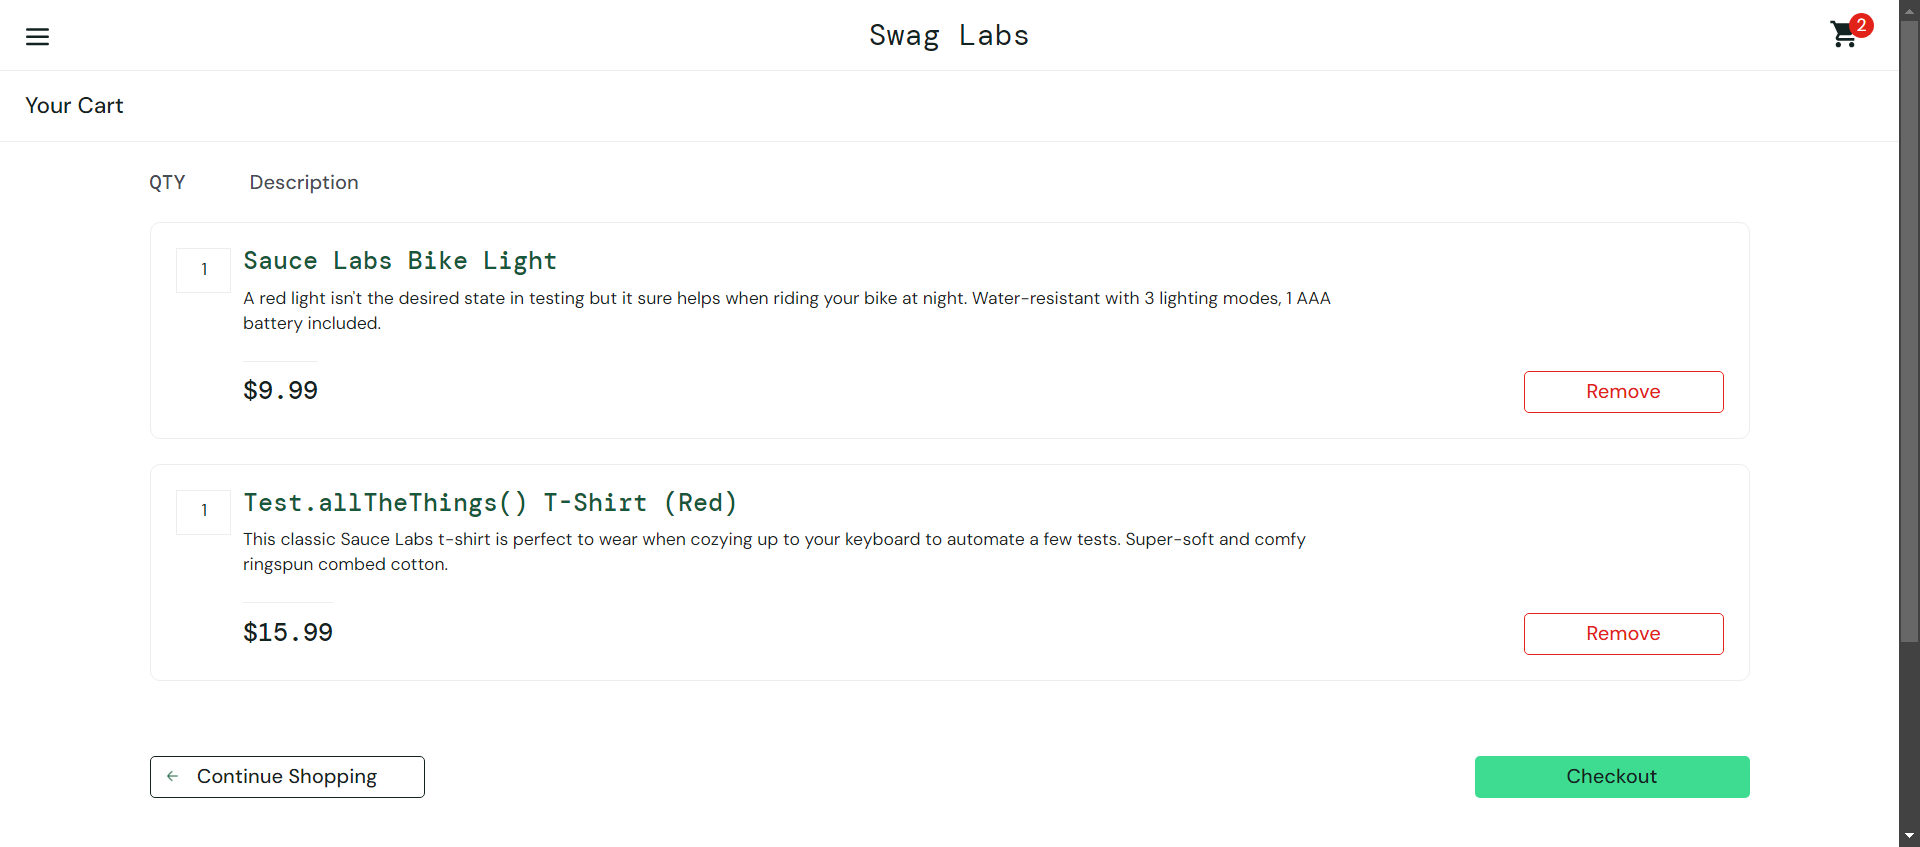 Swag Labs
2
Your Cart
QTY Description
1 Sauce Labs Bike Light
A red light isn't the desired state in testing but it sure helps when riding your bike at night. Water-resistant with 3 lighting modes, 1 AAA
battery included.
$9.99
Remove
1 Test.allTheThings() T-Shirt (Red)
This classic Sauce Labs t-shirt is perfect to wear when cozying up to your keyboard to automate a few tests. Super-soft and comfy
ringspun combed cotton.
$15.99
Remove
Continue Shopping
Checkout